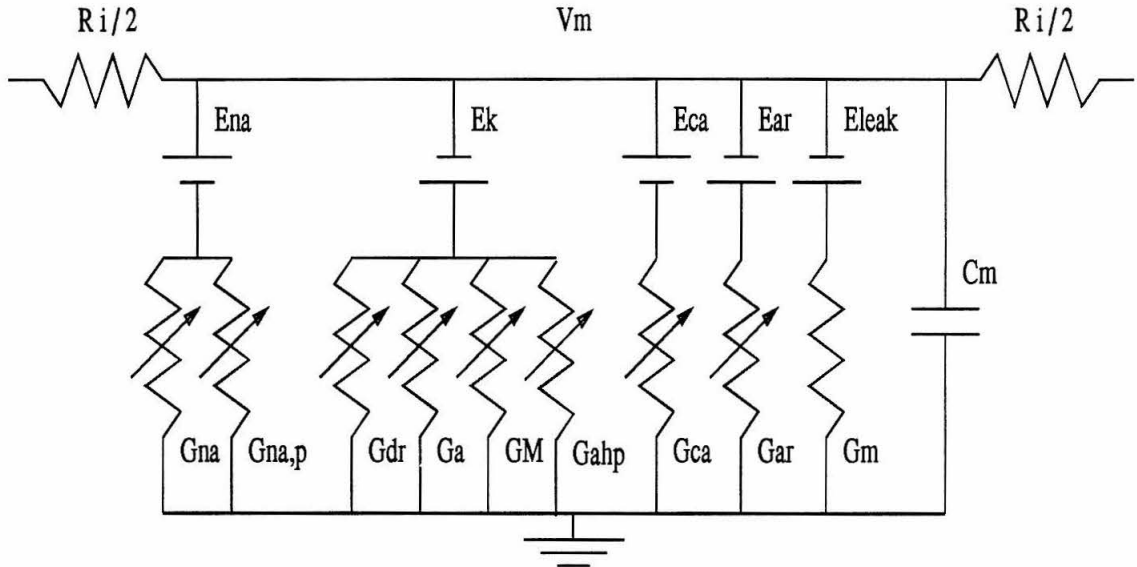 Ri/2 Vm Ri/2
Ena Ek Eca Ear Eleak
Cm
Gna Gna,p Gdr Ga GM Gahp Gca Gar Gm